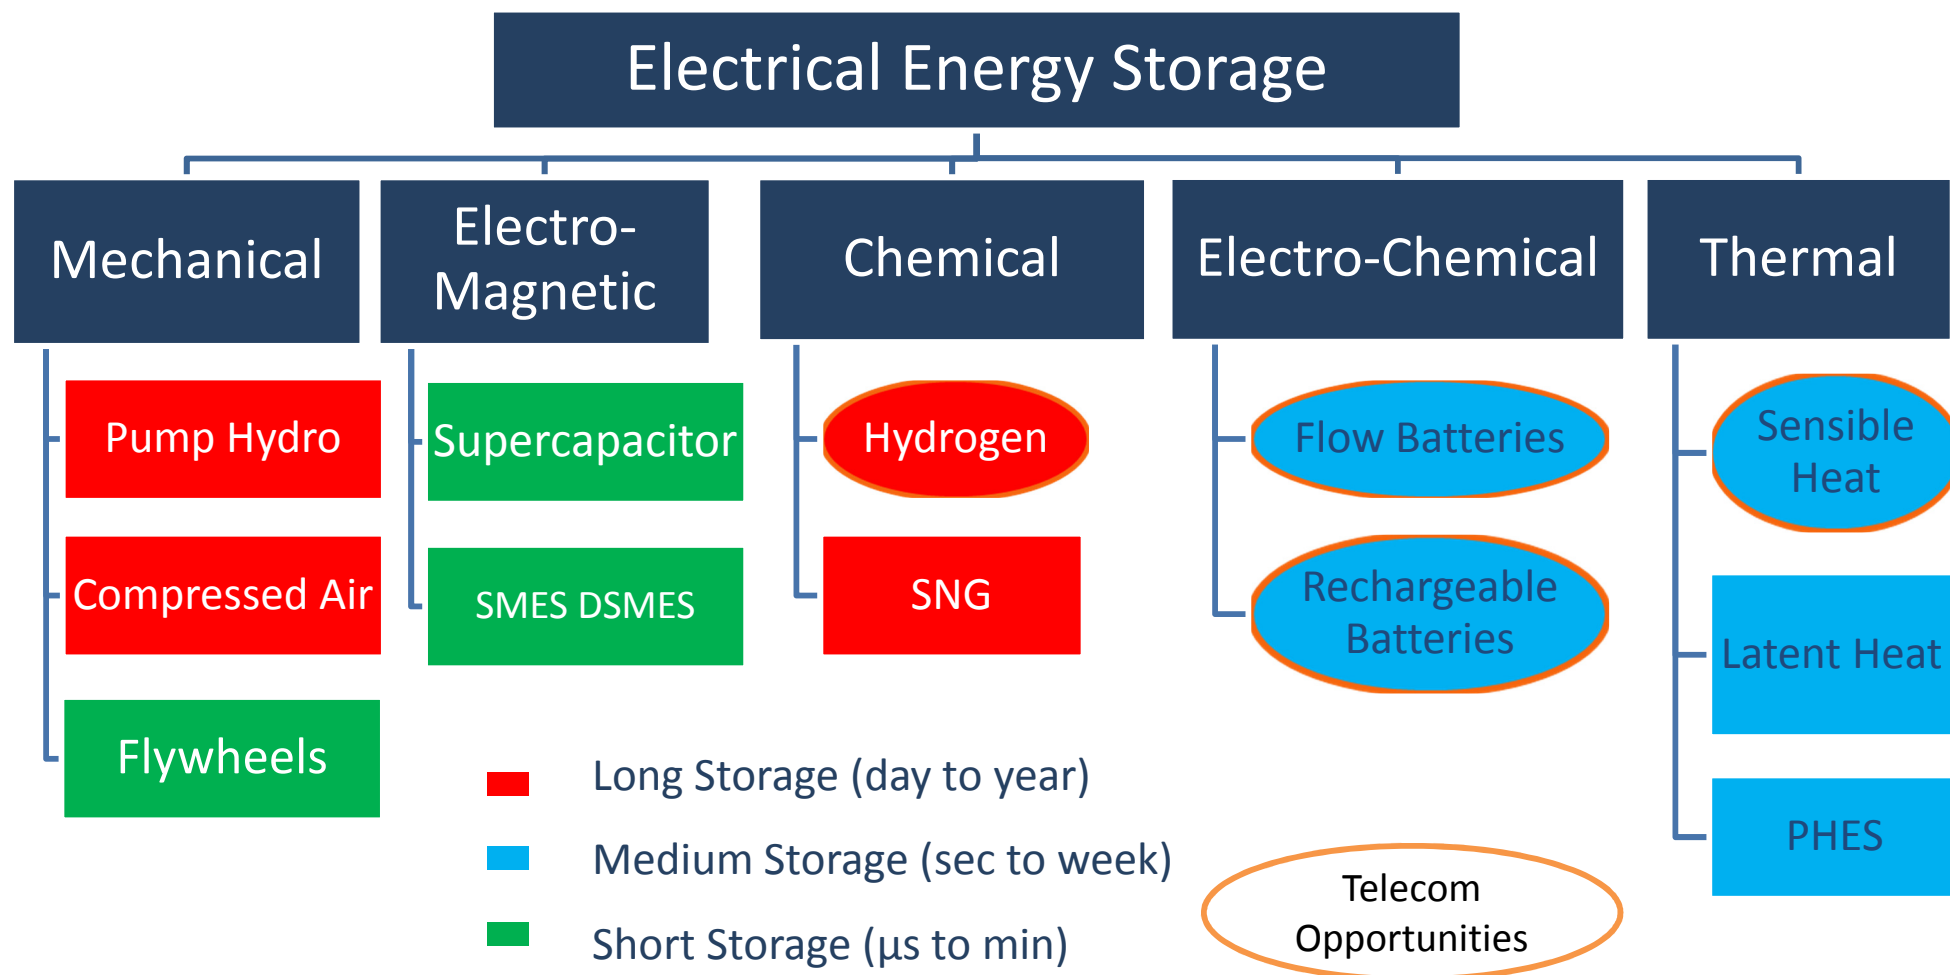 Electrical Energy Storage
Mechanical
Electro-
Magnetic
Chemical
Electro-Chemical
Thermal
Pump Hydro
Compressed Air
Flywheels
Supercapacitor
SMES DSMES
Hydrogen
SNG
Flow Batteries
Rechargeable
Batteries
Sensible
Heat
Latent Heat
PHES
Long Storage (day to year)
Medium Storage (sec to week)
Short Storage (µs to min)
Telecom
Opportunities